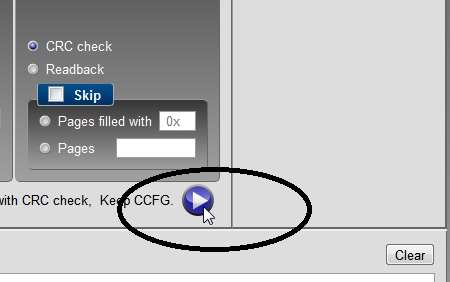 CRC check
Readback
Skip
Pages filled with 0x
Pages
with CRC check, Keep CCFG.
Clear